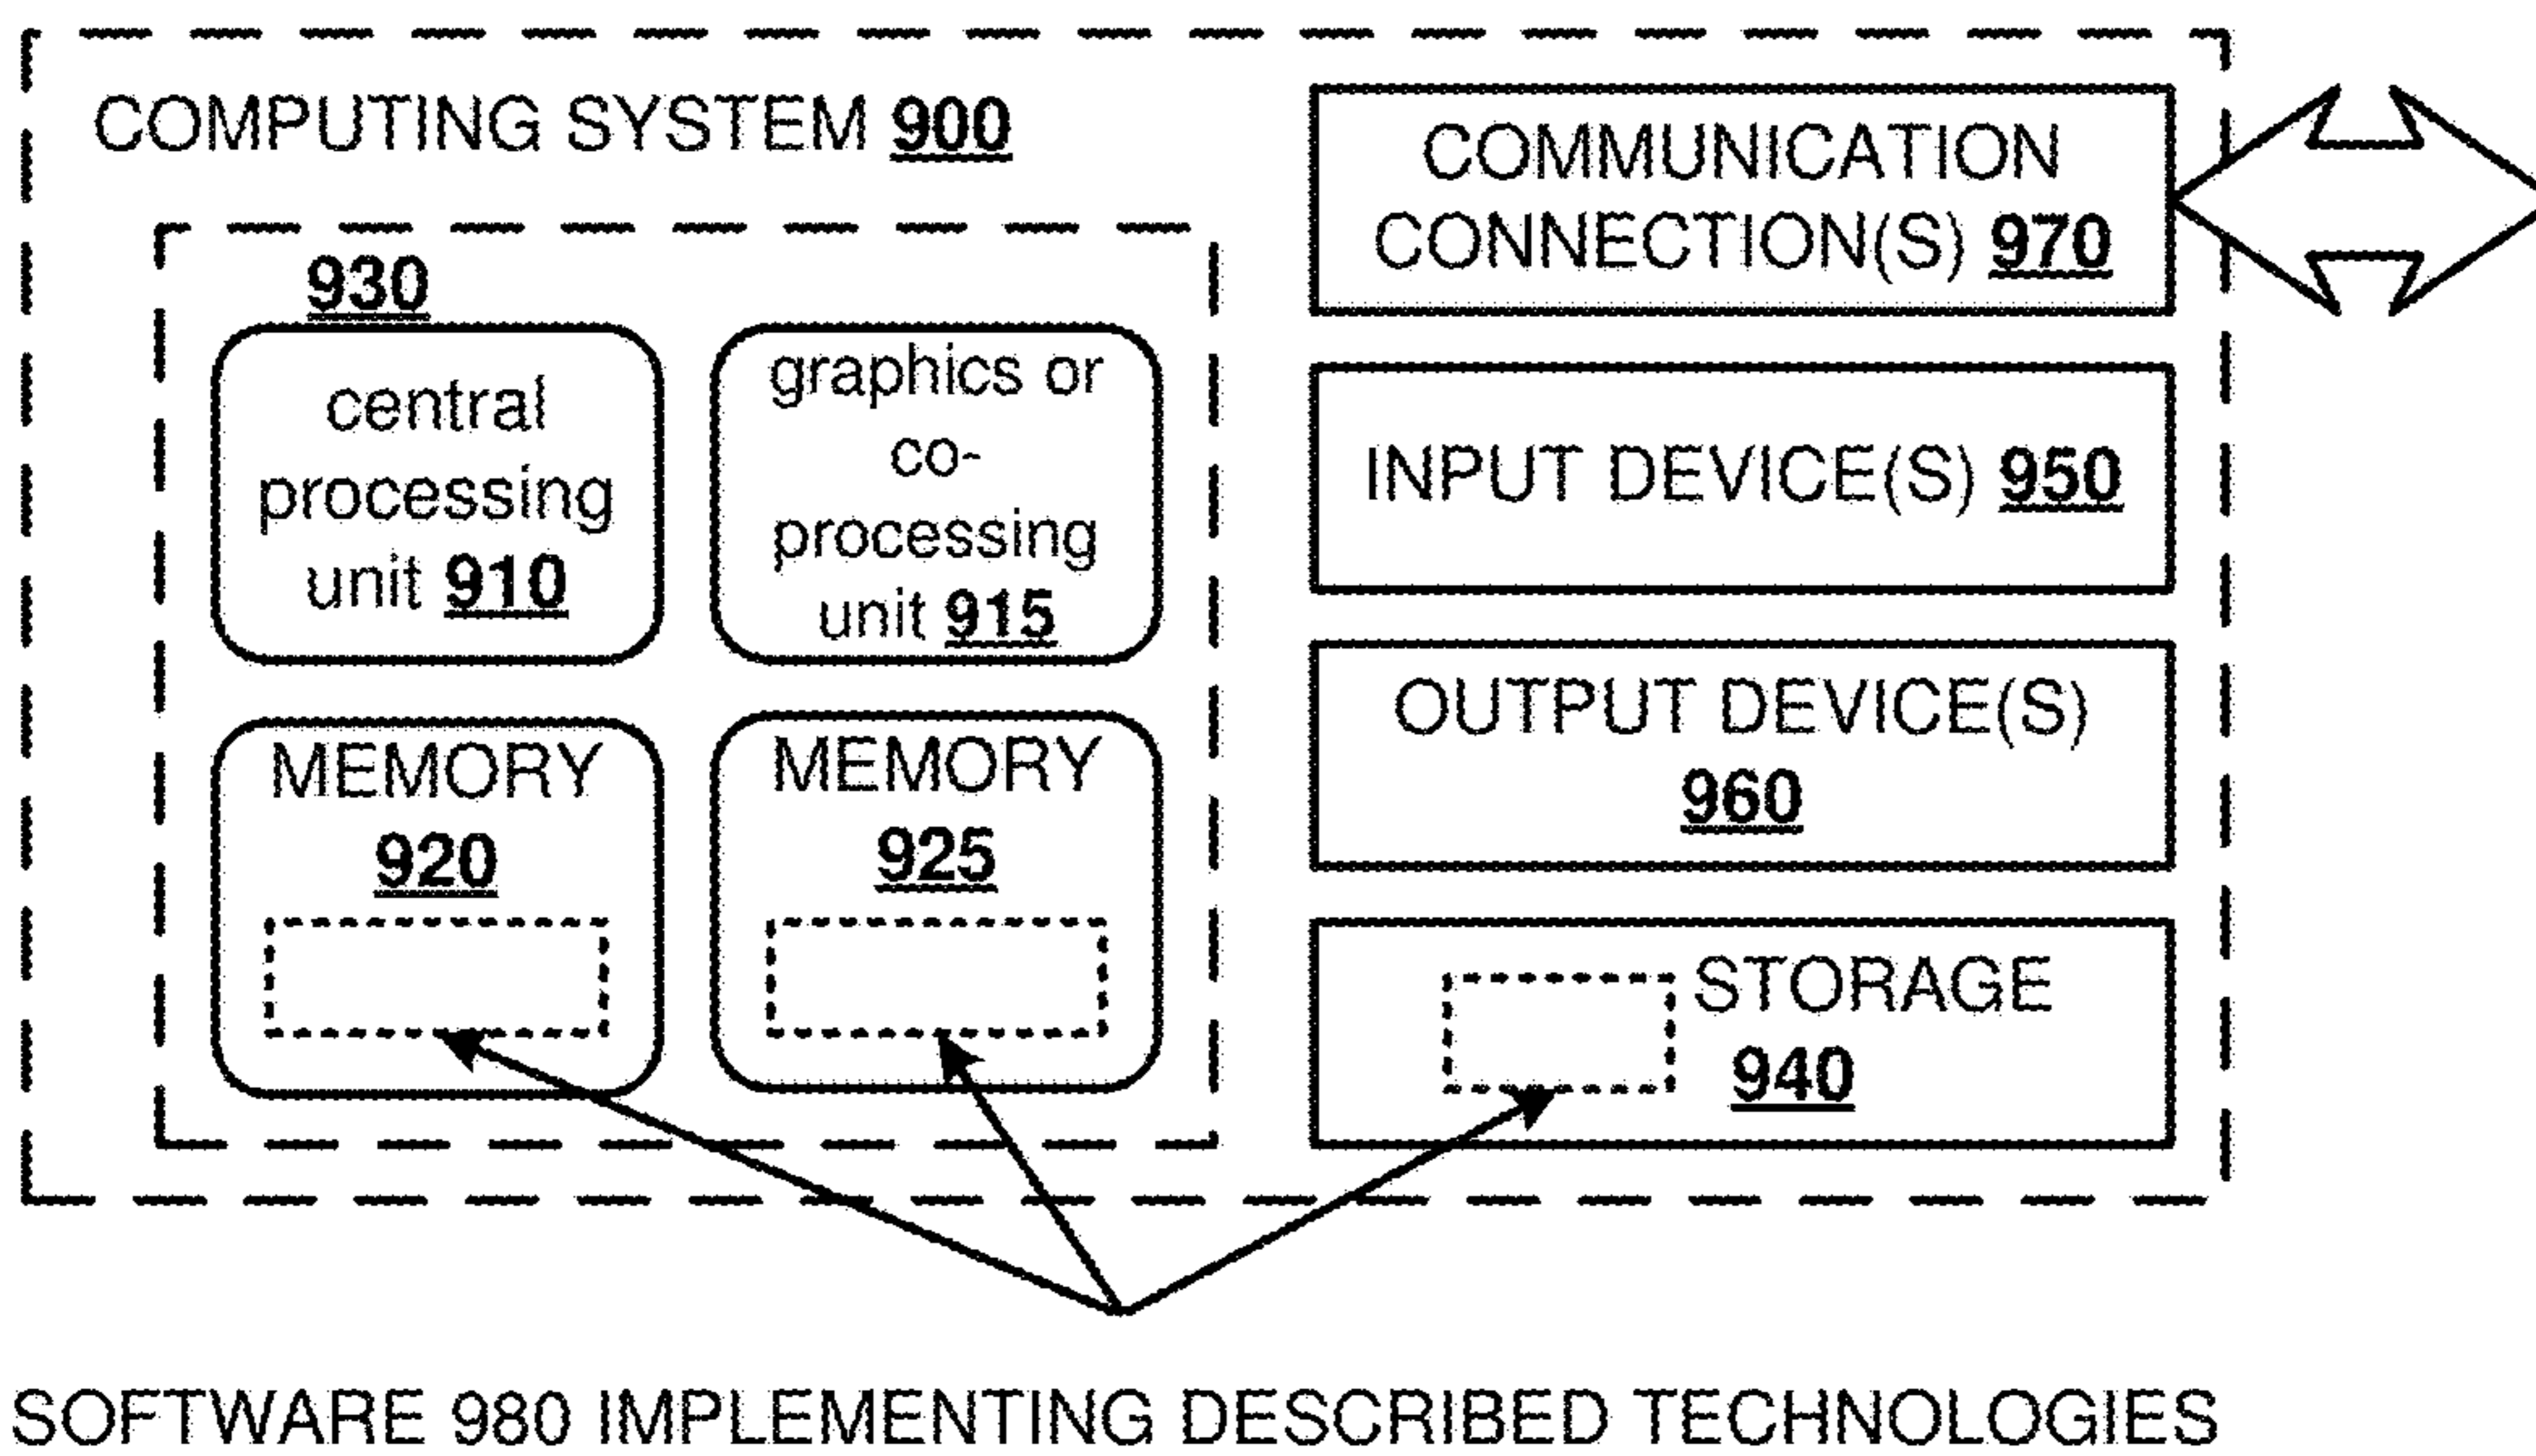 COMPUTING SYSTEM 900
930
central
processing
unit 910
graphics or
co-
processing
unit 915
MEMORY
920
MEMORY
925
COMMUNICATION
CONNECTION(S) 970
INPUT DEVICE(S) 950
OUTPUT DEVICE(S)
960
STORAGE
940
SOFTWARE 980 IMPLEMENTING DESCRIBED TECHNOLOGIES